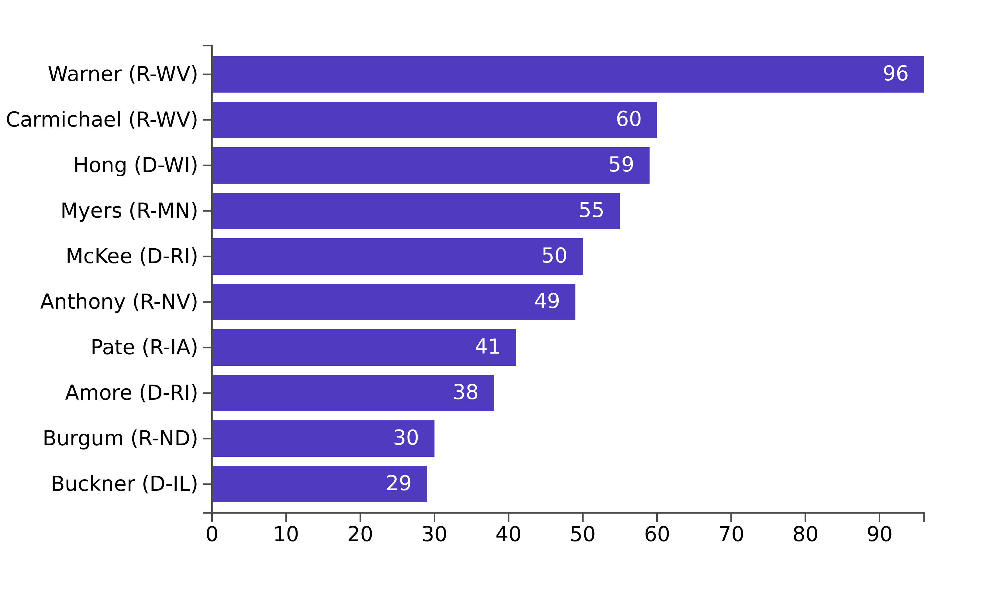 Warner (R-WV) 96
Carmichael (R-WV) 60
Hong (D-WI) 59
Myers (R-MN) 55
McKee (D-RI) 50
Anthony (R-NV) 49
Pate (R-IA) 41
Amore (D-RI) 38
Burgum (R-ND) 30
Buckner (D-IL) 29
0 10 20 30 40 50 60 70 80 90